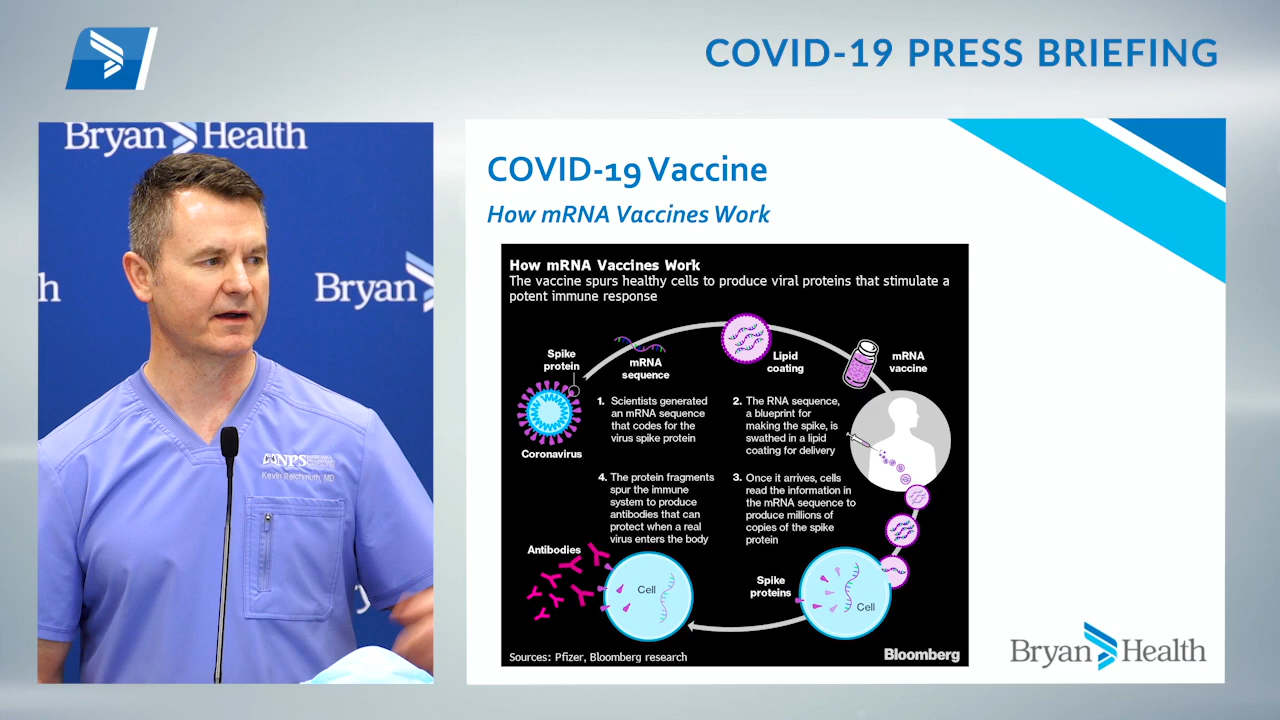 COVID-19 PRESS BRIEFING
Bryan Health
h
Bryan
NPS
Kevin Reichmuth, MD
COVID-19 Vaccine
How mRNA Vaccines Work
How mRNA Vaccines Work
The vaccine spurs healthy cells to produce viral proteins that stimulate a
potent immune response
Spike
protein
mRNA
sequence
Lipid
coating
mRNA
vaccine
Coronavirus
1. Scientists generated
an mRNA sequence
that codes for the
virus spike protein
2. The RNA sequence,
a blueprint for
making the spike, is
swathed in a lipid
coating for delivery
4. The protein fragments
spur the immune
system to produce
antibodies that can
protect when a real
virus enters the body
3. Once it arrives, cells
read the information in
the mRNA sequence to
produce millions of
copies of the spike
protein
Antibodies
Cell
Spike
proteins
Cell
Sources: Pfizer, Bloomberg research
Bloomberg
Bryan Health